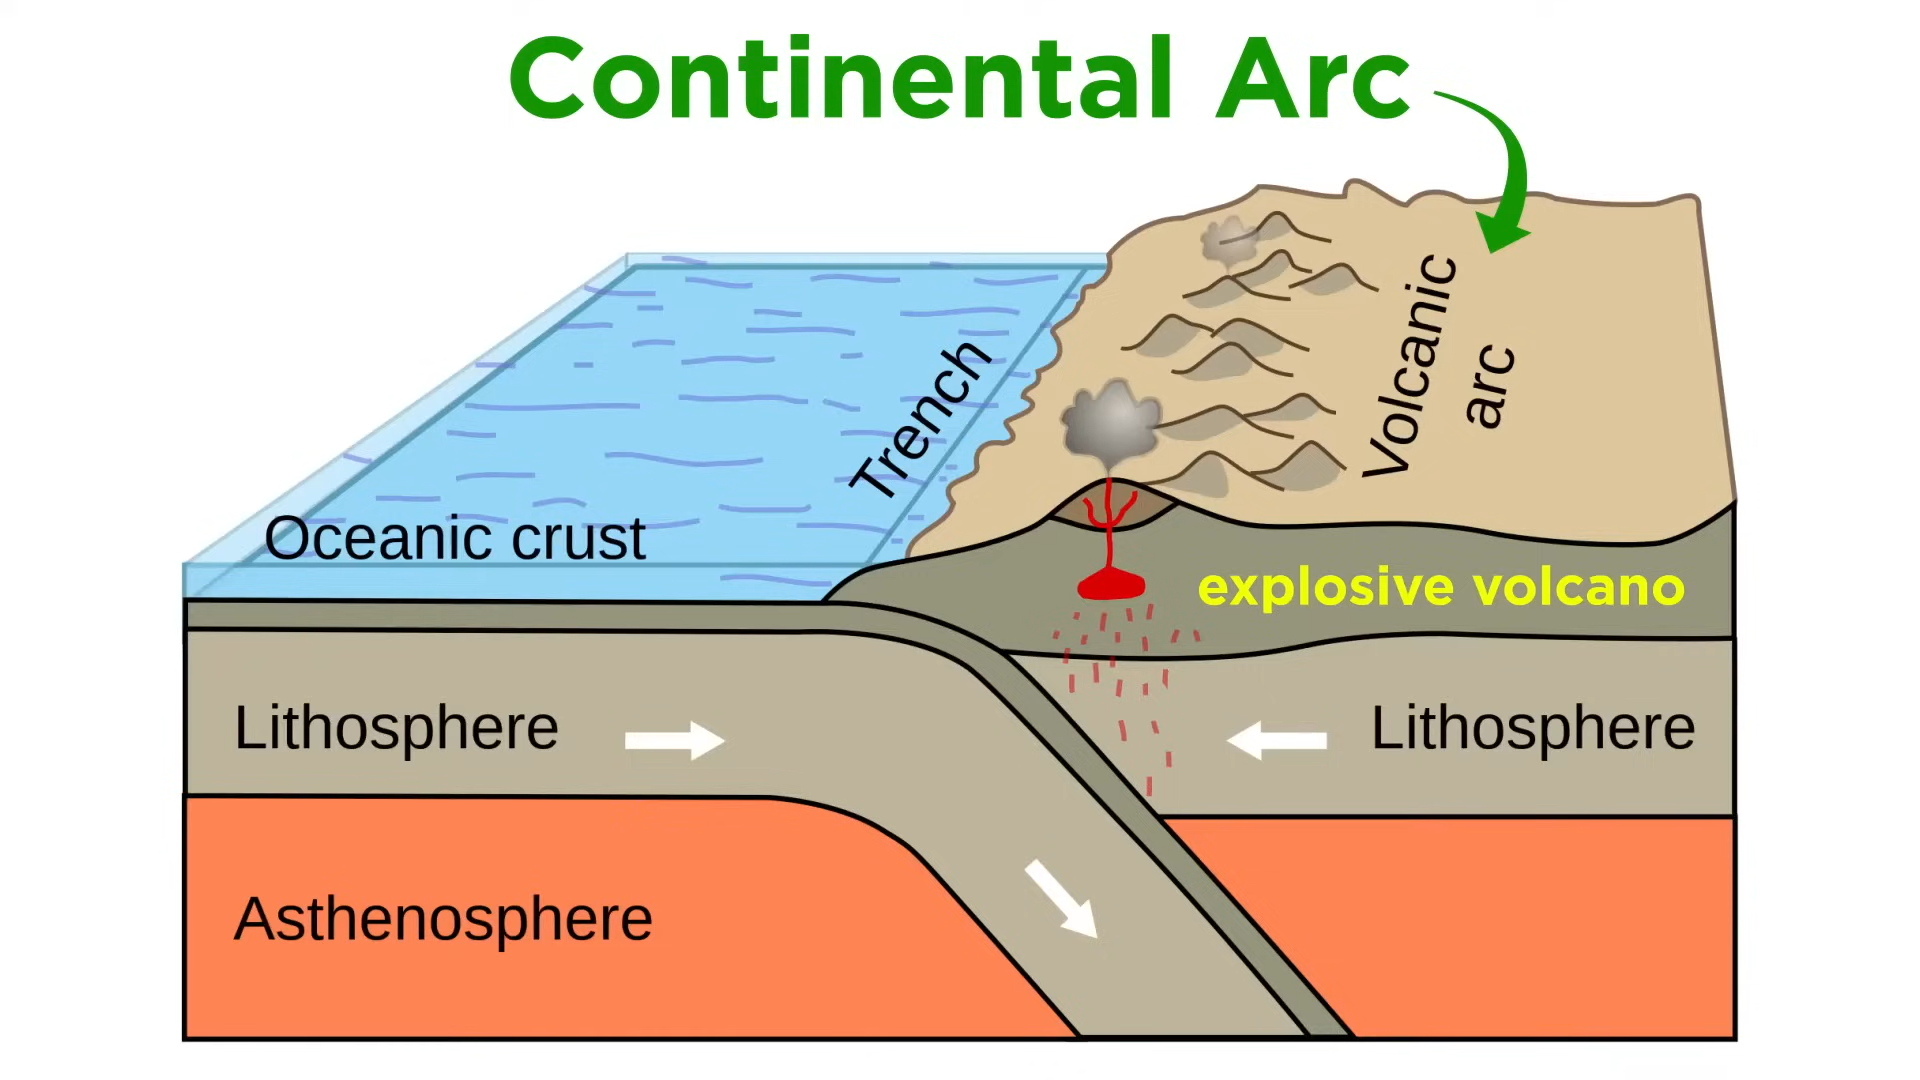 Continental Arc
Volcanic
arc
Trench
Oceanic crust
explosive volcano
Lithosphere
Lithosphere
Asthenosphere